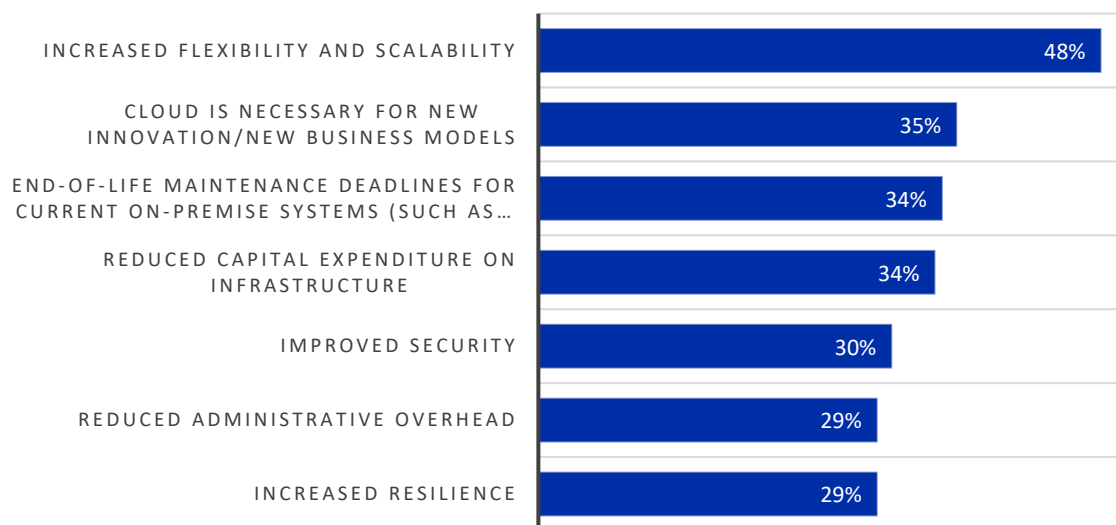 INCREASED FLEXIBILITY AND SCALABILITY
48%
CLOUD IS NECESSARY FOR NEW
INNOVATION/NEW BUSINESS MODELS
35%
END-OF-LIFE MAINTENANCE DEADLINES FOR
CURRENT ON-PREMISE SYSTEMS (SUCH AS…
34%
REDUCED CAPITAL EXPENDITURE ON
INFRASTRUCTURE
34%
IMPROVED SECURITY
30%
REDUCED ADMINISTRATIVE OVERHEAD
29%
INCREASED RESILIENCE
29%